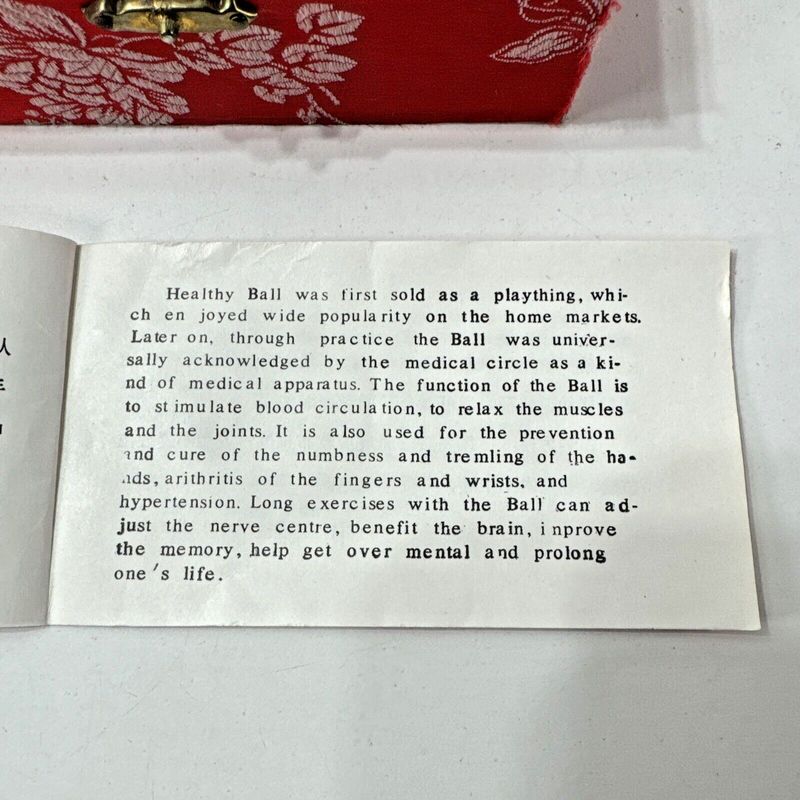 Healthy Ball was first sold as a plaything, whi-
ch en joyed wide popularity on the home markets.
Later on, through practice the Ball was univer-
sally acknowledged by the medical circle as a ki-
nd of medical apparatus. The function of the Ball is
to st imulate blood circulation, to relax the muscles
and the joints. It is also used for the prevention
and cure of the numbness and tremling of the ha-
nds, arithritis of the fingers and wrists, and
hypertension. Long exercises with the Ball can ad-
just the nerve centre, benefit the brain, i nprove
the memory, help get over mental and prolong
one's life.